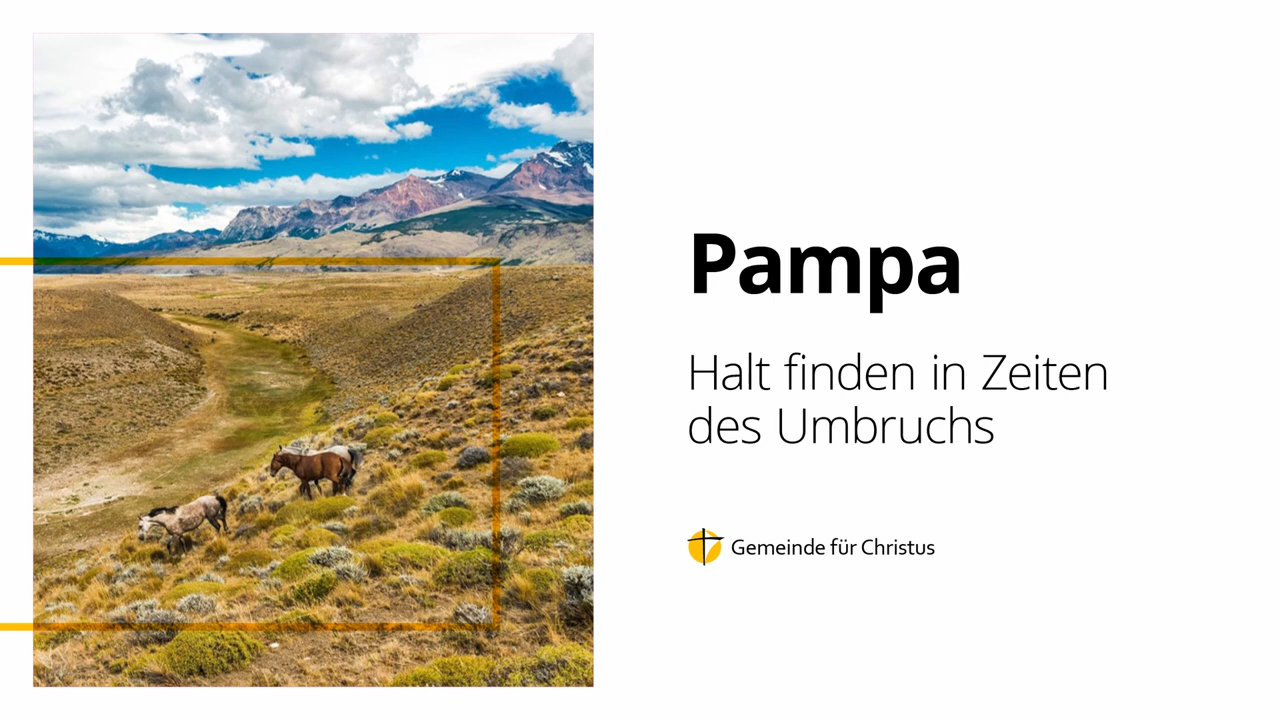 Pampa
Halt finden in Zeiten
des Umbruchs
Gemeinde für Christus